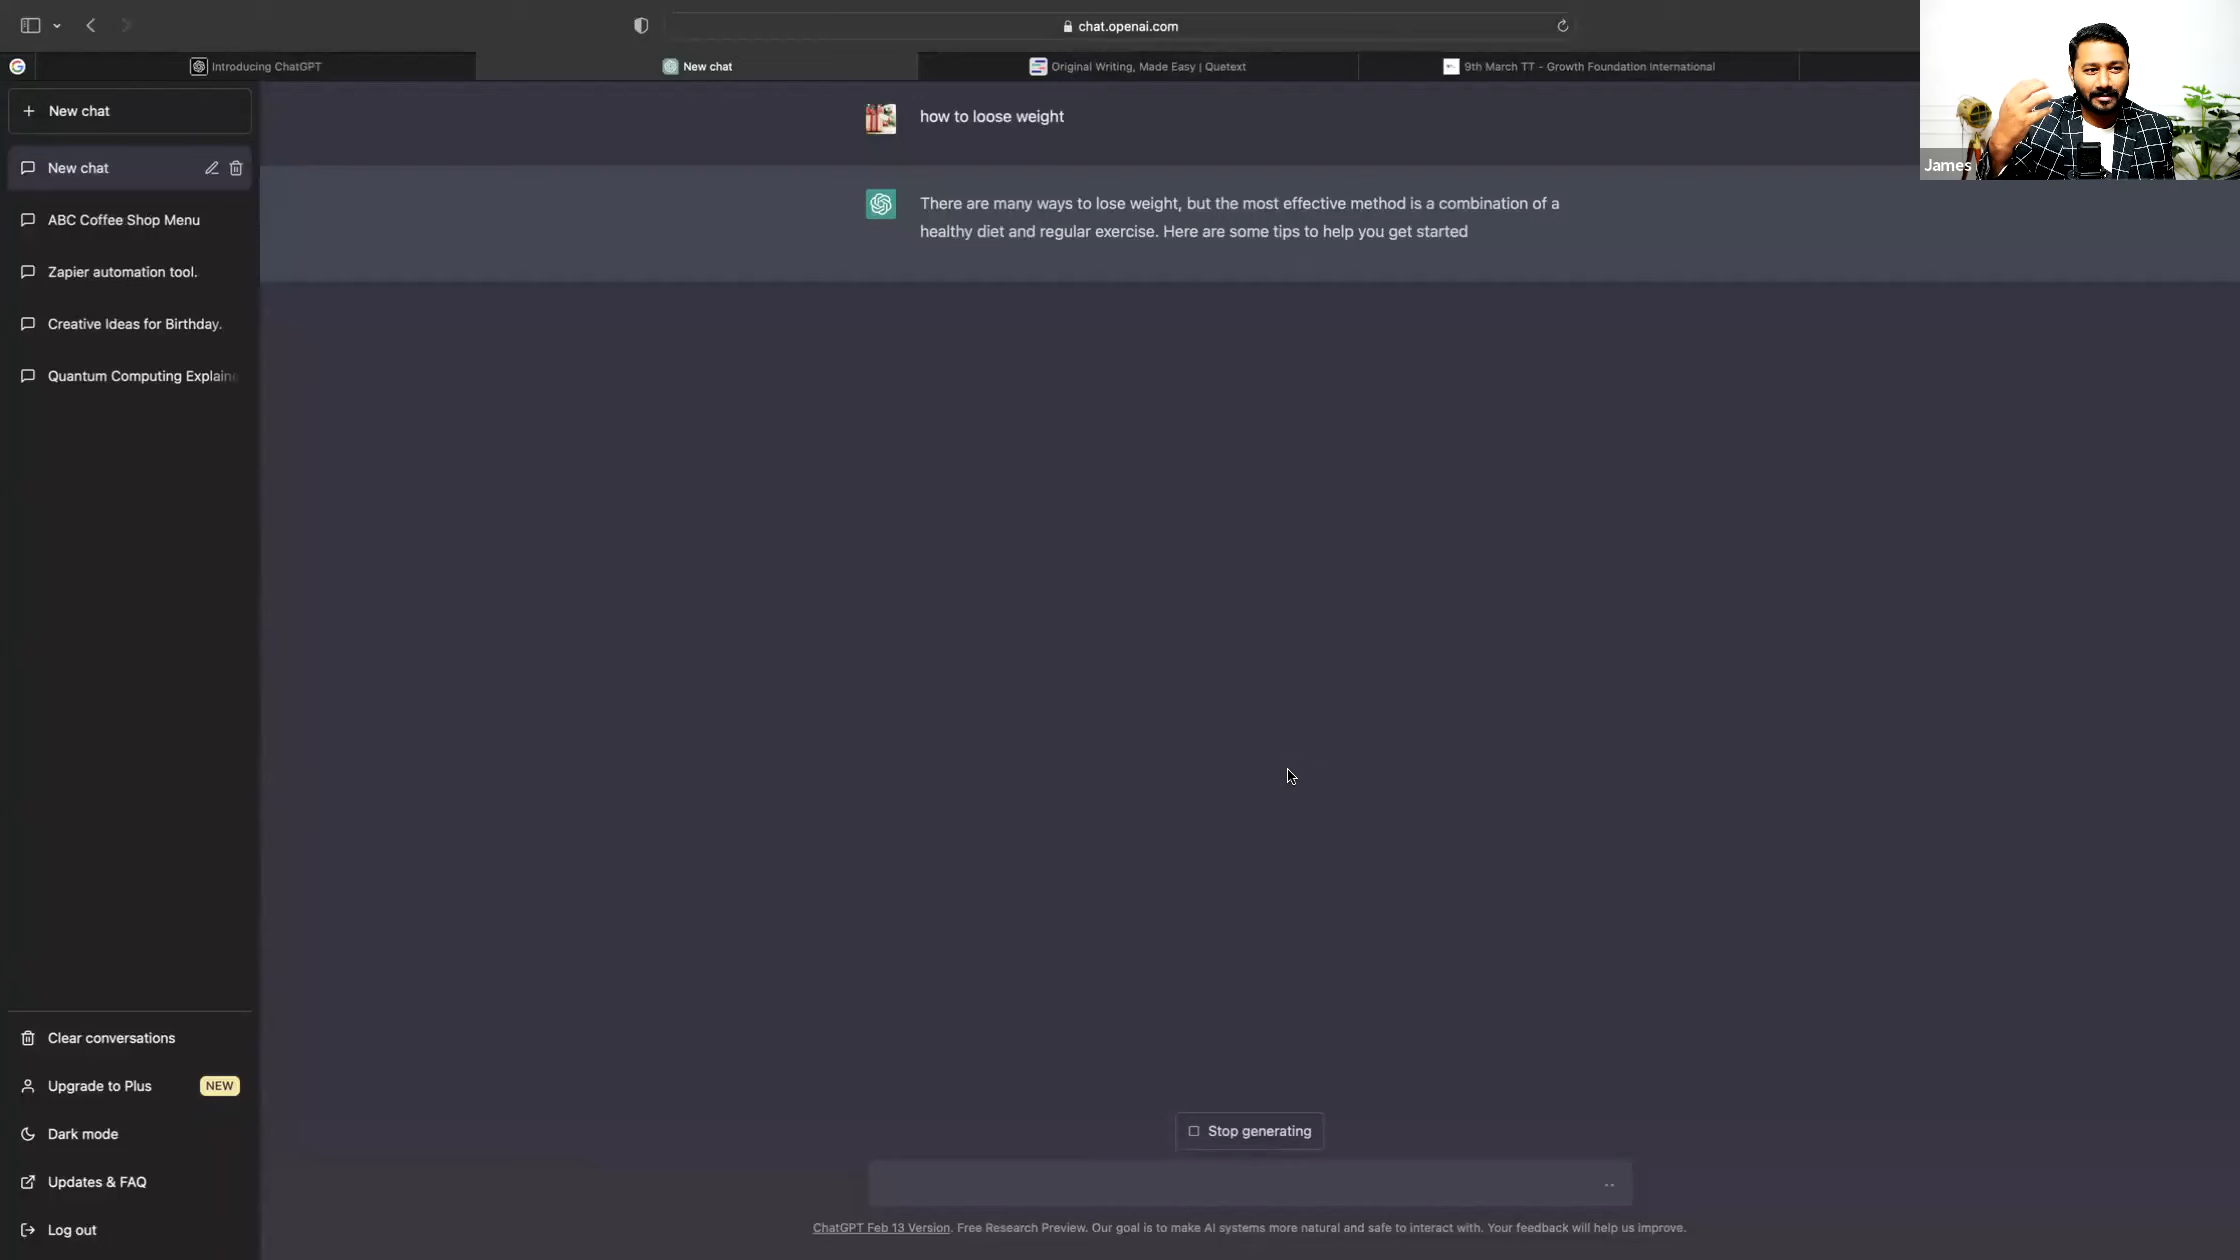 chat.openai.com
Introducing ChatGPT
New chat
Original Writing, Made Easy | Quetext
9th March TT - Growth Foundation International
James
New chat
New chat
ABC Coffee Shop Menu
Zapier automation tool.
Creative Ideas for Birthday.
Quantum Computing Explaine
how to loose weight
There are many ways to lose weight, but the most effective method is a combination of a
healthy diet and regular exercise. Here are some tips to help you get started
Clear conversations
Upgrade to Plus NEW
Dark mode
Updates & FAQ
Log out
Stop generating
ChatGPT Feb 13 Version. Free Research Preview. Our goal is to make AI systems more natural and safe to interact with. Your feedback will help us improve.